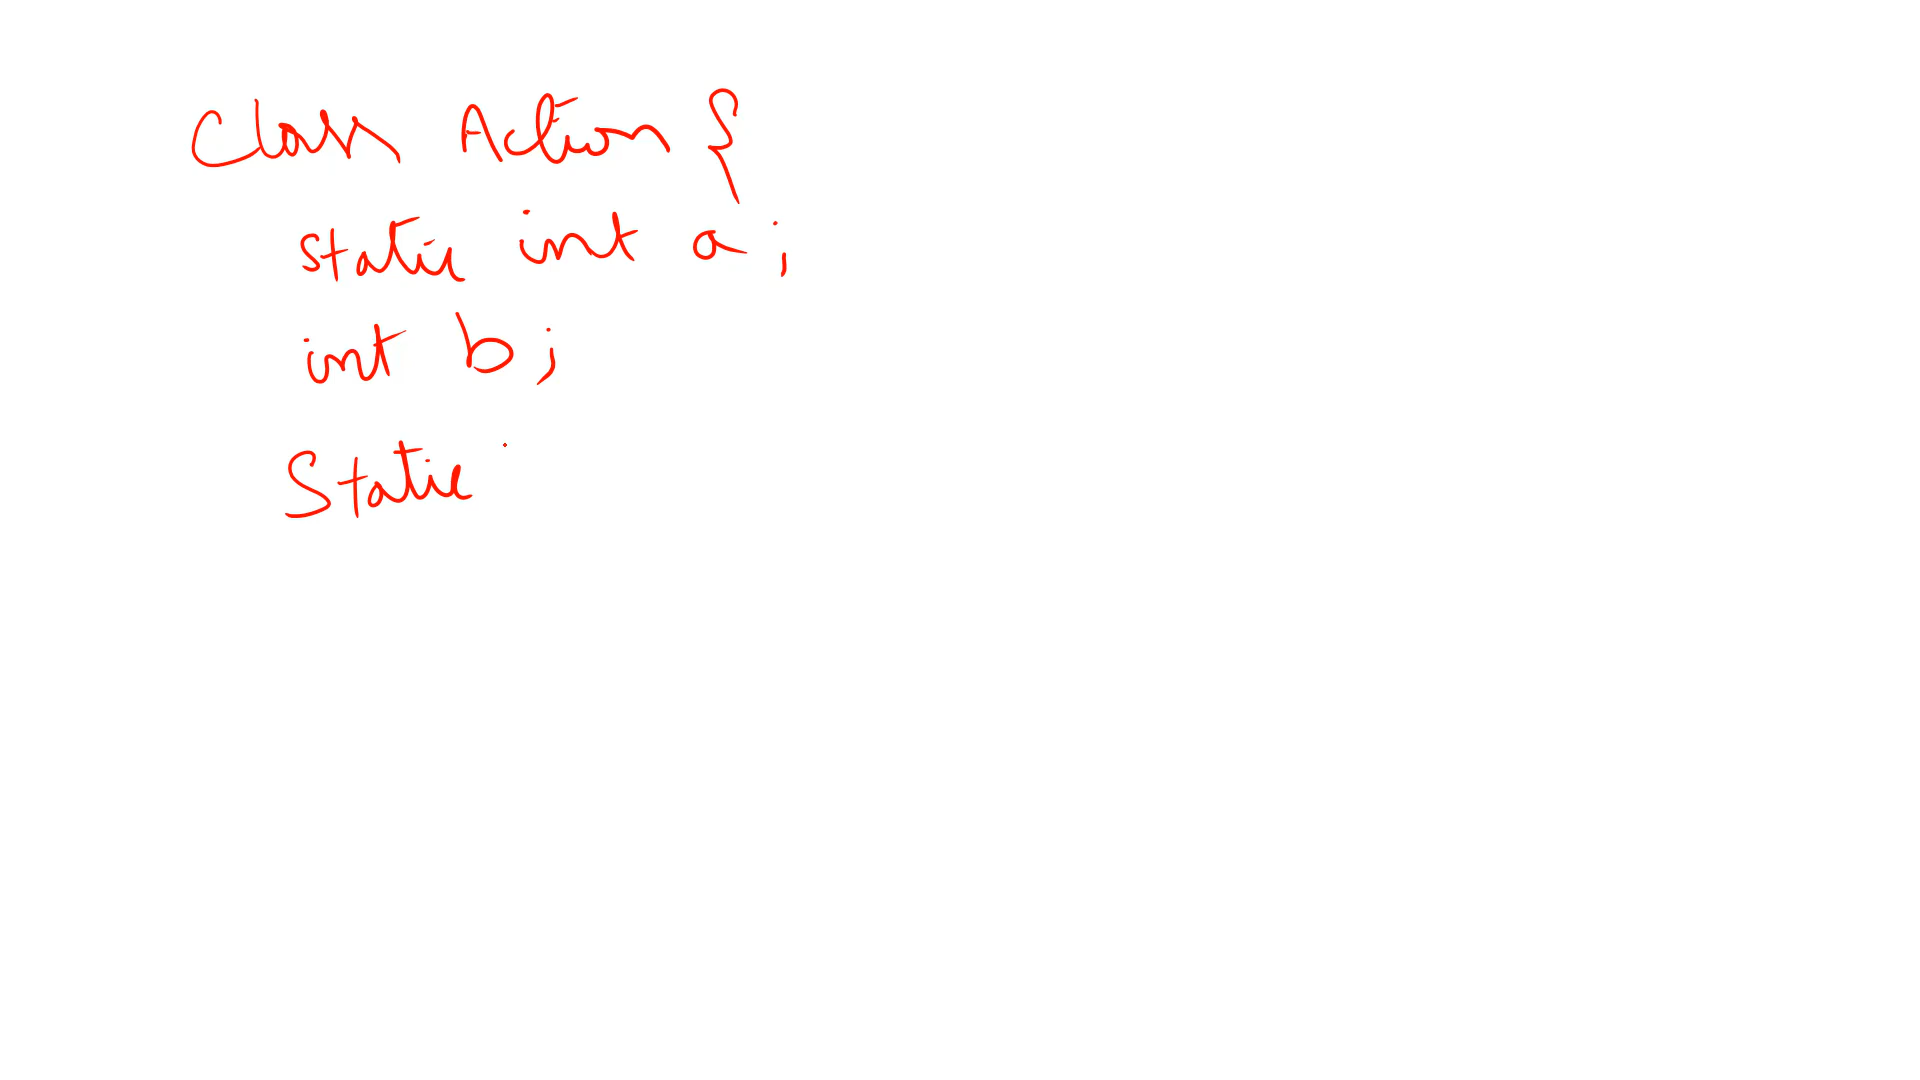 Class Action {
static int a ;
int b ;
Static